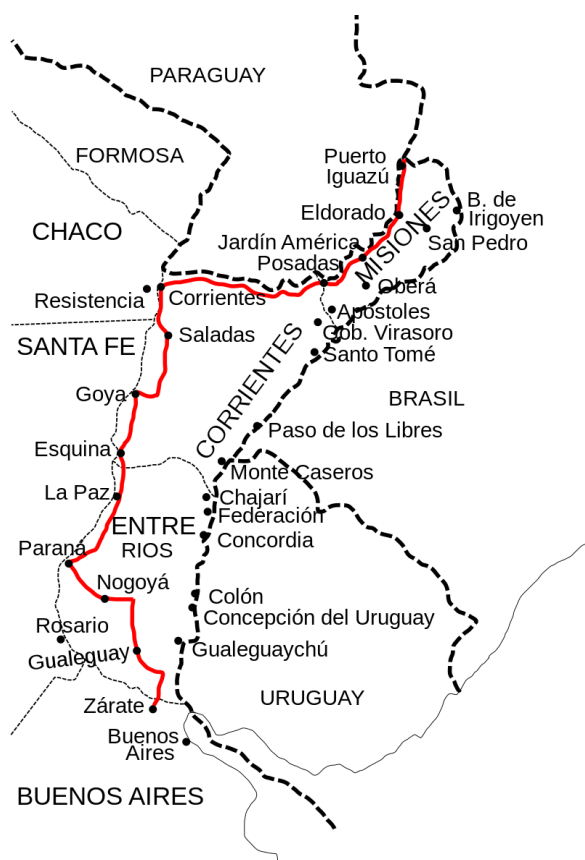 PARAGUAY
FORMOSA
Puerto
Iguazú
CHACO
Eldorado
MISIONES
B. de
Irigoyen
San Pedro
Jardín América
Posadas
Oberá
Resistencia
Corrientes
Apóstoles
Gob. Virasoro
Saladas
SANTA FE
Santo Tomé
CORRIENTES
Goya
BRASIL
Paso de los Libres
Esquina
Monte Caseros
La Paz
Chajarí
Federación
ENTRE
RIOS
Concordia
Paraná
Nogoyá
Colón
Concepción del Uruguay
Rosario
Gualeguay
Gualeguaychú
URUGUAY
Zárate
Buenos
Aires
BUENOS AIRES